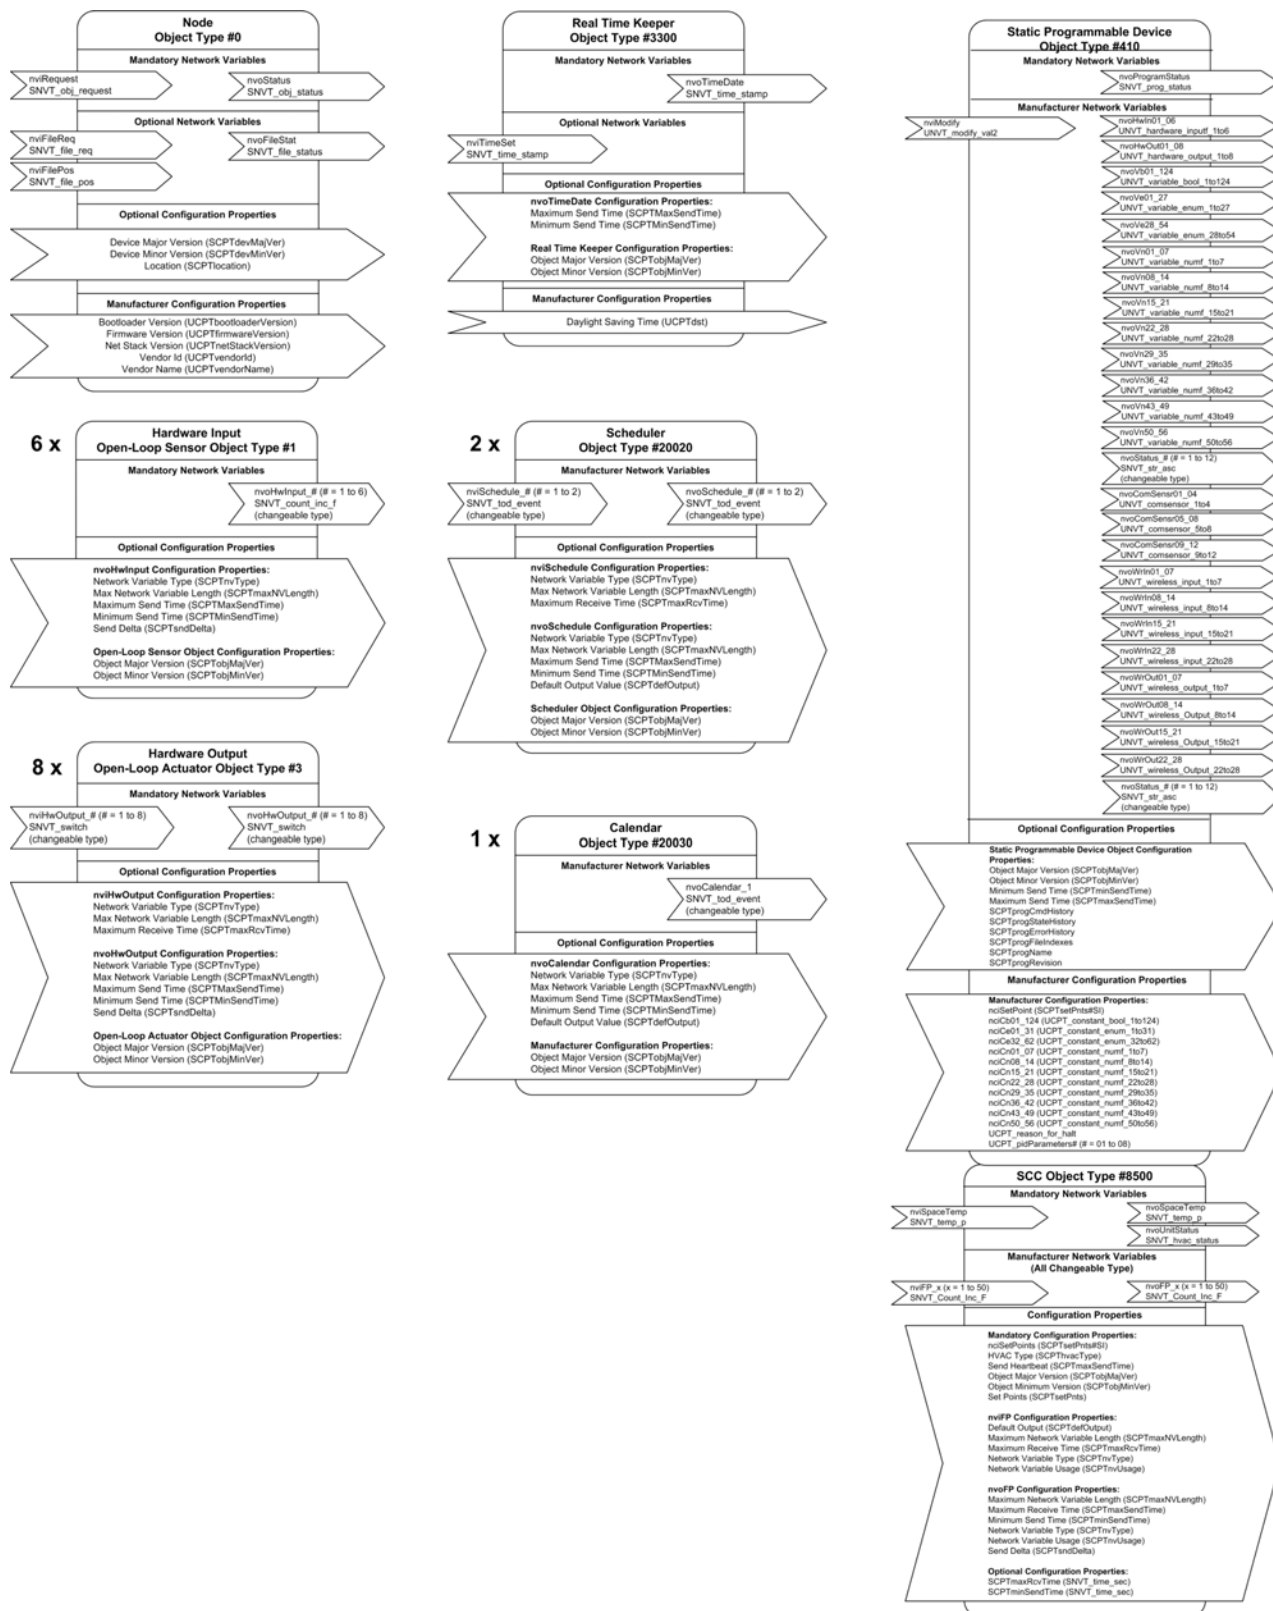 Node
Object Type #0
Mandatory Network Variables
nviRequest
SNVT_obj_request
nvoStatus
SNVT_obj_status
Optional Network Variables
nviFileReq
SNVT_file_req
nvoFileStat
SNVT_file_status
nviFilePos
SNVT_file_pos
Optional Configuration Properties
Device Major Version (SCPTdevMajVer)
Device Minor Version (SCPTdevMinVer)
Location (SCPTlocation)
Manufacturer Configuration Properties
Bootloader Version (UCPTbootloaderVersion)
Firmware Version (UCPTfirmwareVersion)
Net Stack Version (UCPTnetStackVersion)
Vendor Id (UCPTvendorId)
Vendor Name (UCPTvendorName)
6 x
Hardware Input
Open-Loop Sensor Object Type #1
Mandatory Network Variables
nvoHwInput_# (# = 1 to 6)
SNVT_count_inc_f
(changeable type)
Optional Configuration Properties
nvoHwInput Configuration Properties:
Network Variable Type (SCPTnvType)
Max Network Variable Length (SCPTmaxNVLength)
Maximum Send Time (SCPTMaxSendTime)
Minimum Send Time (SCPTMinSendTime)
Send Delta (SCPTsndDelta)
Open-Loop Sensor Object Configuration Properties:
Object Major Version (SCPTobjMajVer)
Object Minor Version (SCPTobjMinVer)
8 x
Hardware Output
Open-Loop Actuator Object Type #3
Mandatory Network Variables
nviHwOutput_# (# = 1 to 8)
SNVT_switch
(changeable type)
nvoHwOutput_# (# = 1 to 8)
SNVT_switch
(changeable type)
Optional Configuration Properties
nviHwOutput Configuration Properties:
Network Variable Type (SCPTnvType)
Max Network Variable Length (SCPTmaxNVLength)
Maximum Receive Time (SCPTmaxRcvTime)
nvoHwOutput Configuration Properties:
Network Variable Type (SCPTnvType)
Max Network Variable Length (SCPTmaxNVLength)
Maximum Send Time (SCPTMaxSendTime)
Minimum Send Time (SCPTMinSendTime)
Send Delta (SCPTsndDelta)
Open-Loop Actuator Object Configuration Properties:
Object Major Version (SCPTobjMajVer)
Object Minor Version (SCPTobjMinVer)
Real Time Keeper
Object Type #3300
Mandatory Network Variables
nvoTimeDate
SNVT_time_stamp
Optional Network Variables
nviTimeSet
SNVT_time_stamp
Optional Configuration Properties
nvoTimeDate Configuration Properties:
Maximum Send Time (SCPTMaxSendTime)
Minimum Send Time (SCPTMinSendTime)
Real Time Keeper Configuration Properties:
Object Major Version (SCPTobjMajVer)
Object Minor Version (SCPTobjMinVer)
Manufacturer Configuration Properties
Daylight Saving Time (UCPTdst)
2 x
Scheduler
Object Type #20020
Manufacturer Network Variables
nviSchedule_# (# = 1 to 2)
SNVT_tod_event
(changeable type)
nvoSchedule_# (# = 1 to 2)
SNVT_tod_event
(changeable type)
Optional Configuration Properties
nviSchedule Configuration Properties:
Network Variable Type (SCPTnvType)
Max Network Variable Length (SCPTmaxNVLength)
Maximum Receive Time (SCPTmaxRcvTime)
nvoSchedule Configuration Properties:
Network Variable Type (SCPTnvType)
Max Network Variable Length (SCPTmaxNVLength)
Maximum Send Time (SCPTMaxSendTime)
Minimum Send Time (SCPTMinSendTime)
Default Output Value (SCPTdefOutput)
Scheduler Object Configuration Properties:
Object Major Version (SCPTobjMajVer)
Object Minor Version (SCPTobjMinVer)
1 x
Calendar
Object Type #20030
Manufacturer Network Variables
nvoCalendar_1
SNVT_tod_event
(changeable type)
Optional Configuration Properties
nvoCalendar Configuration Properties:
Network Variable Type (SCPTnvType)
Max Network Variable Length (SCPTmaxNVLength)
Maximum Send Time (SCPTMaxSendTime)
Minimum Send Time (SCPTMinSendTime)
Default Output Value (SCPTdefOutput)
Manufacturer Configuration Properties:
Object Major Version (SCPTobjMajVer)
Object Minor Version (SCPTobjMinVer)
Static Programmable Device
Object Type #410
Mandatory Network Variables
nvoProgramStatus
SNVT_prog_status
Manufacturer Network Variables
nviModify
UNVT_modify_val2
nvoHwIn01_06
UNVT_hardware_inputf_1to6
nvoHwOut01_08
UNVT_hardware_output_1to8
nvoVb01_124
UNVT_variable_bool_1to124
nvoVe01_27
UNVT_variable_enum_1to27
nvoVe28_54
UNVT_variable_enum_28to54
nvoVn01_07
UNVT_variable_numf_1to7
nvoVn08_14
UNVT_variable_numf_8to14
nvoVn15_21
UNVT_variable_numf_15to21
nvoVn22_28
UNVT_variable_numf_22to28
nvoVn29_35
UNVT_variable_numf_29to35
nvoVn36_42
UNVT_variable_numf_36to42
nvoVn43_49
UNVT_variable_numf_43to49
nvoVn50_56
UNVT_variable_numf_50to56
nvoStatus_# (# = 1 to 12)
SNVT_str_asc
(changeable type)
nvoComSensr01_04
UNVT_comsensor_1to4
nvoComSensr05_08
UNVT_comsensor_5to8
nvoComSensr09_12
UNVT_comsensor_9to12
nvoWrIn01_07
UNVT_wireless_input_1to7
nvoWrIn08_14
UNVT_wireless_input_8to14
nvoWrIn15_21
UNVT_wireless_input_15to21
nvoWrIn22_28
UNVT_wireless_input_22to28
nvoWrOut01_07
UNVT_wireless_output_1to7
nvoWrOut08_14
UNVT_wireless_Output_8to14
nvoWrOut15_21
UNVT_wireless_Output_15to21
nvoWrOut22_28
UNVT_wireless_Output_22to28
nvoStatus_# (# = 1 to 12)
SNVT_str_asc
(changeable type)
Optional Configuration Properties
Static Programmable Device Object Configuration
Properties:
Object Major Version (SCPTobjMajVer)
Object Minor Version (SCPTobjMinVer)
Minimum Send Time (SCPTminSendTime)
Maximum Send Time (SCPTmaxSendTime)
SCPTprogCmdHistory
SCPTprogStateHistory
SCPTprogErrorHistory
SCPTprogFileIndexes
SCPTprogName
SCPTprogRevision
Manufacturer Configuration Properties
Manufacturer Configuration Properties:
nciSetPoint (SCPTsetPnts#SI)
nciCb01_124 (UCPT_constant_bool_1to124)
nciCe01_31 (UCPT_constant_enum_1to31)
nciCe32_62 (UCPT_constant_enum_32to62)
nciCn01_07 (UCPT_constant_numf_1to7)
nciCn08_14 (UCPT_constant_numf_8to14)
nciCn15_21 (UCPT_constant_numf_15to21)
nciCn22_28 (UCPT_constant_numf_22to28)
nciCn29_35 (UCPT_constant_numf_29to35)
nciCn36_42 (UCPT_constant_numf_36to42)
nciCn43_49 (UCPT_constant_numf_43to49)
nciCn50_56 (UCPT_constant_numf_50to56)
UCPT_reason_for_halt
UCPT_pidParameters# (# = 01 to 08)
SCC Object Type #8500
Mandatory Network Variables
nviSpaceTemp
SNVT_temp_p
nvoSpaceTemp
SNVT_temp_p
nvoUnitStatus
SNVT_hvac_status
Manufacturer Network Variables
(All Changeable Type)
nviFP_x (x = 1 to 50)
SNVT_Count_Inc_F
nvoFP_x (x = 1 to 50)
SNVT_Count_Inc_F
Configuration Properties
Mandatory Configuration Properties:
nciSetPoints (SCPTsetPnts#SI)
HVAC Type (SCPThvacType)
Send Heartbeat (SCPTmaxSendTime)
Object Major Version (SCPTobjMajVer)
Object Minimum Version (SCPTobjMinVer)
Set Points (SCPTsetPnts)
nviFP Configuration Properties:
Default Output (SCPTdefOutput)
Maximum Network Variable Length (SCPTmaxNVLength)
Maximum Receive Time (SCPTmaxRcvTime)
Network Variable Type (SCPTnvType)
Network Variable Usage (SCPTnvUsage)
nvoFP Configuration Properties:
Maximum Network Variable Length (SCPTmaxNVLength)
Maximum Receive Time (SCPTmaxSendTime)
Minimum Send Time (SCPTminSendTime)
Network Variable Type (SCPTnvType)
Network Variable Usage (SCPTnvUsage)
Send Delta (SCPTsndDelta)
Optional Configuration Properties:
SCPTmaxRcvTime (SNVT_time_sec)
SCPTminSendTime (SNVT_time_sec)